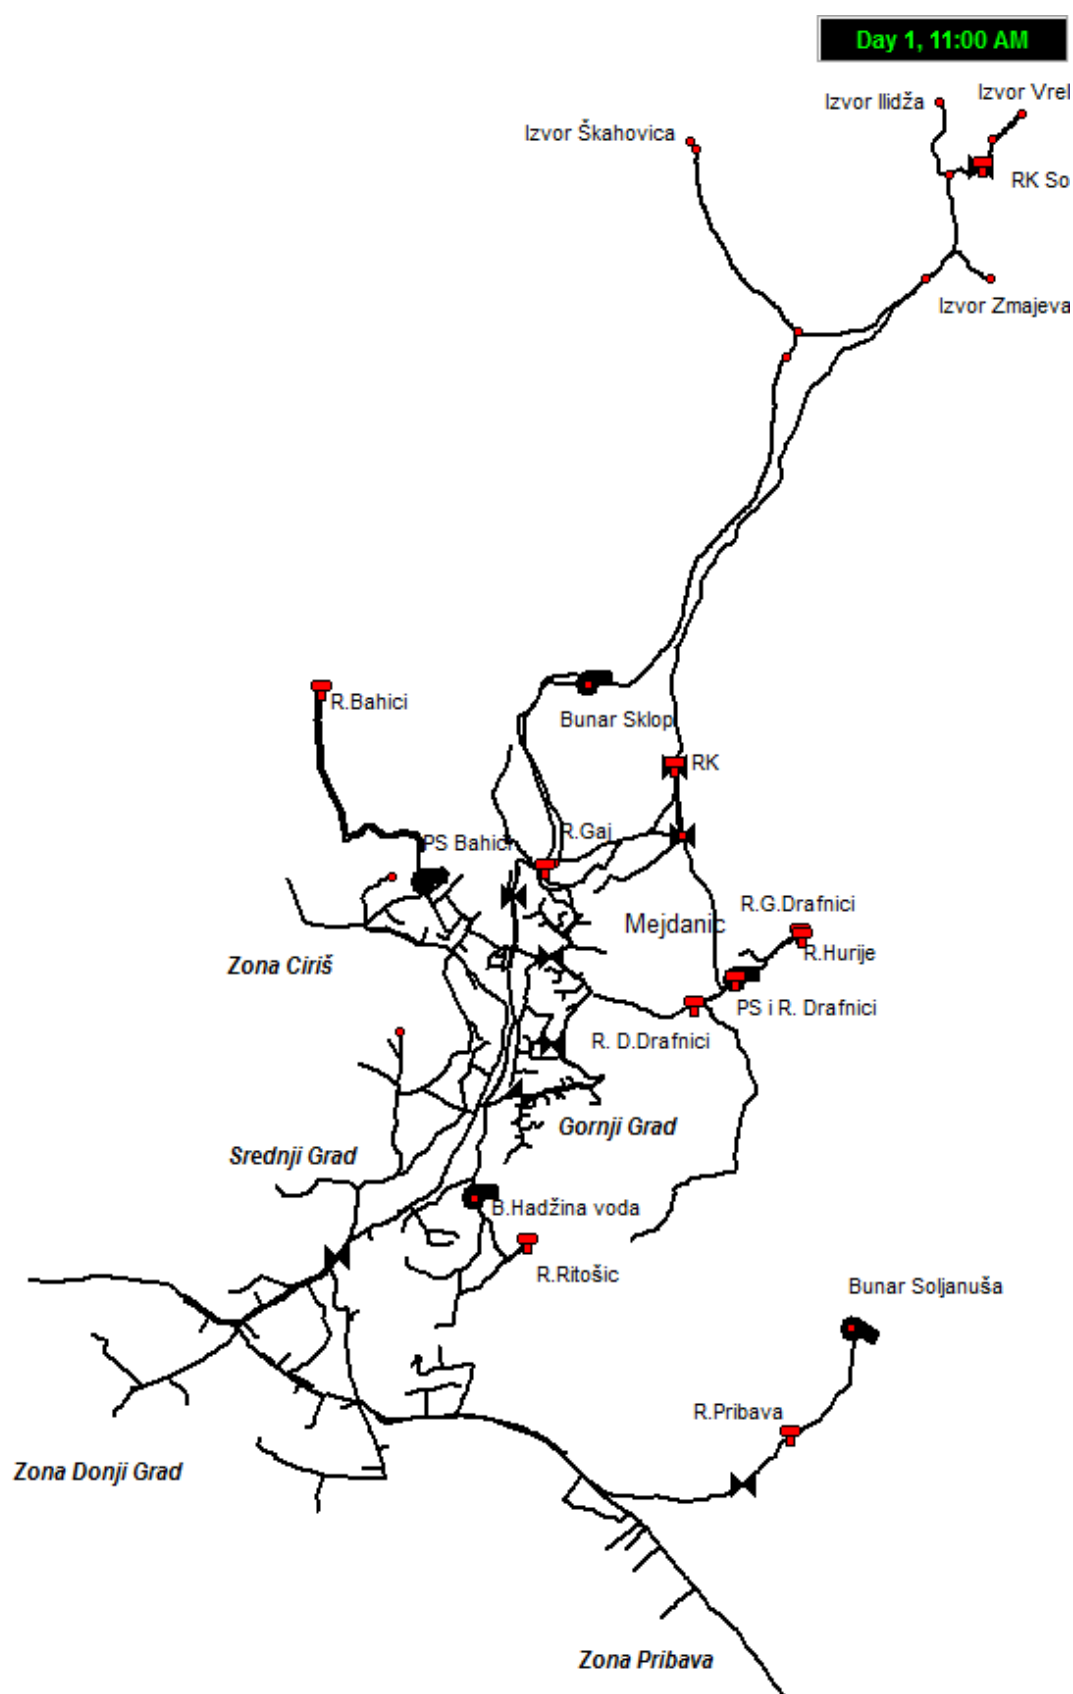 Day 1, 11:00 AM
Izvor Vrel
Izvor Ilidža
Izvor Škahovica
RK So
Izvor Zmajeva
R.Bahici
Bunar Sklop
RK
R.Gaj
PS Bahici
R.G.Drafnici
Mejdanic
R.Hurije
Zona Ciriš
PS i R. Drafnici
R. D.Drafnici
Gornji Grad
Srednji Grad
B.Hadžina voda
R.Ritošic
Bunar Soljanuša
R.Pribava
Zona Donji Grad
Zona Pribava